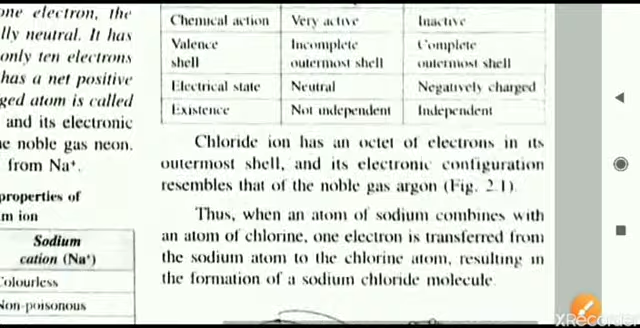 one electron, the
lly neutral. It has
only ten electrons
has a net positive
ged atom is called
and its electronic
e noble gas neon.
from Na⁺.
properties of
m ion
Sodium
cation (Na⁺)
Colourless
Non-poisonous
Chemical action Very active Inactive
Valence Incomplete Complete
shell outermost shell outermost shell
Electrical state Neutral Negatively charged
Existence Not independent Independent
Chloride ion has an octet of electrons in its
outermost shell, and its electronic configuration
resembles that of the noble gas argon (Fig. 2.1).
Thus, when an atom of sodium combines with
an atom of chlorine, one electron is transferred from
the sodium atom to the chlorine atom, resulting in
the formation of a sodium chloride molecule.
XRecorder